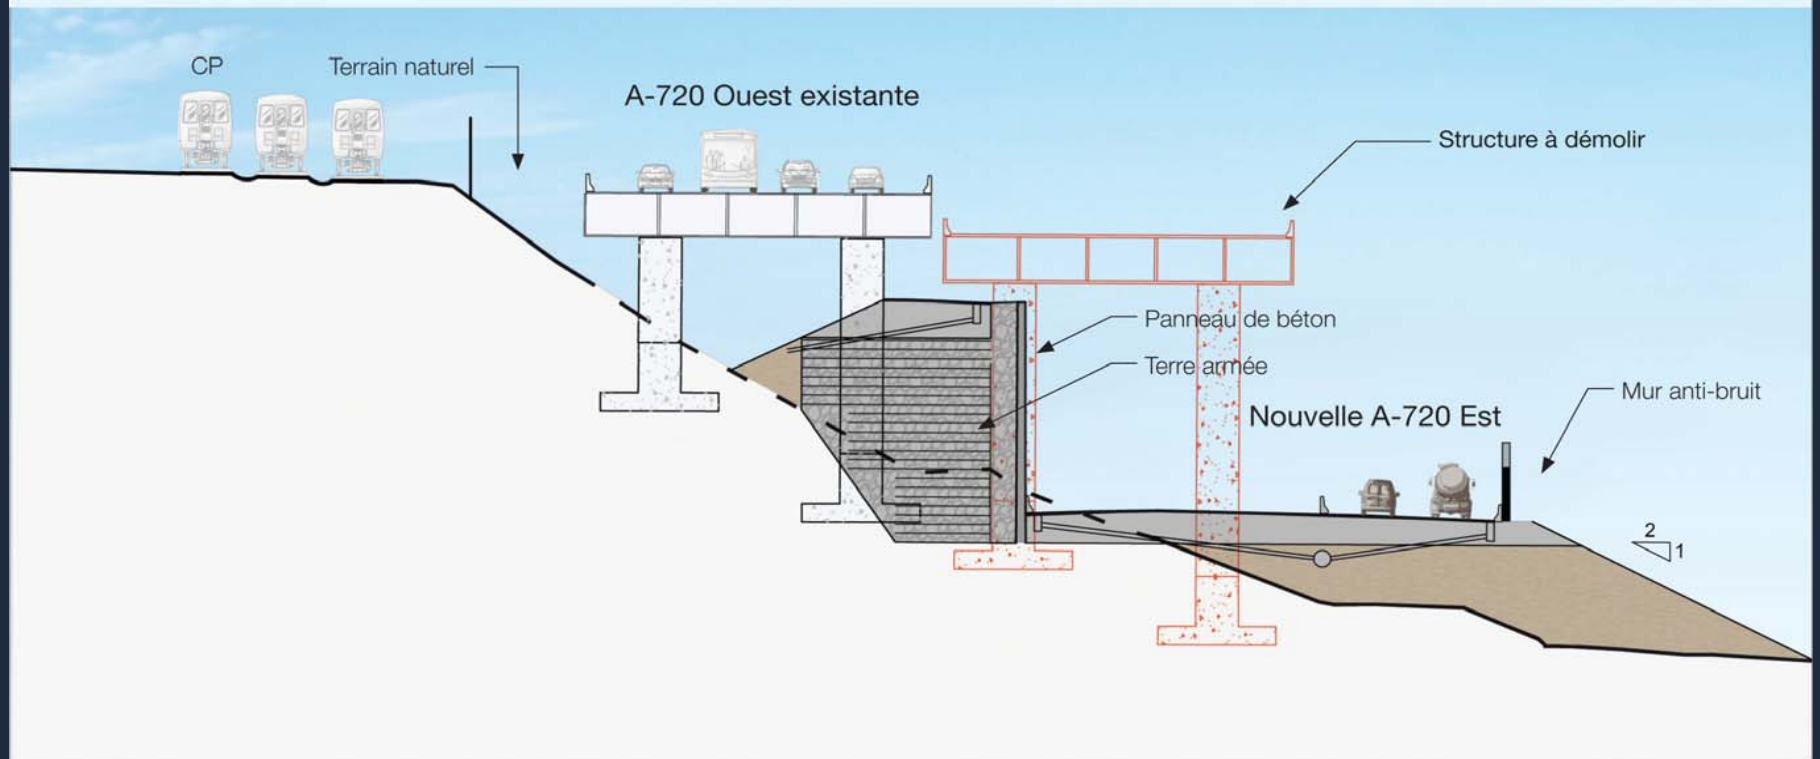 CP
Terrain naturel
A-720 Ouest existante
Structure à démolir
Panneau de béton
Terre armée
Mur anti-bruit
Nouvelle A-720 Est
2
1